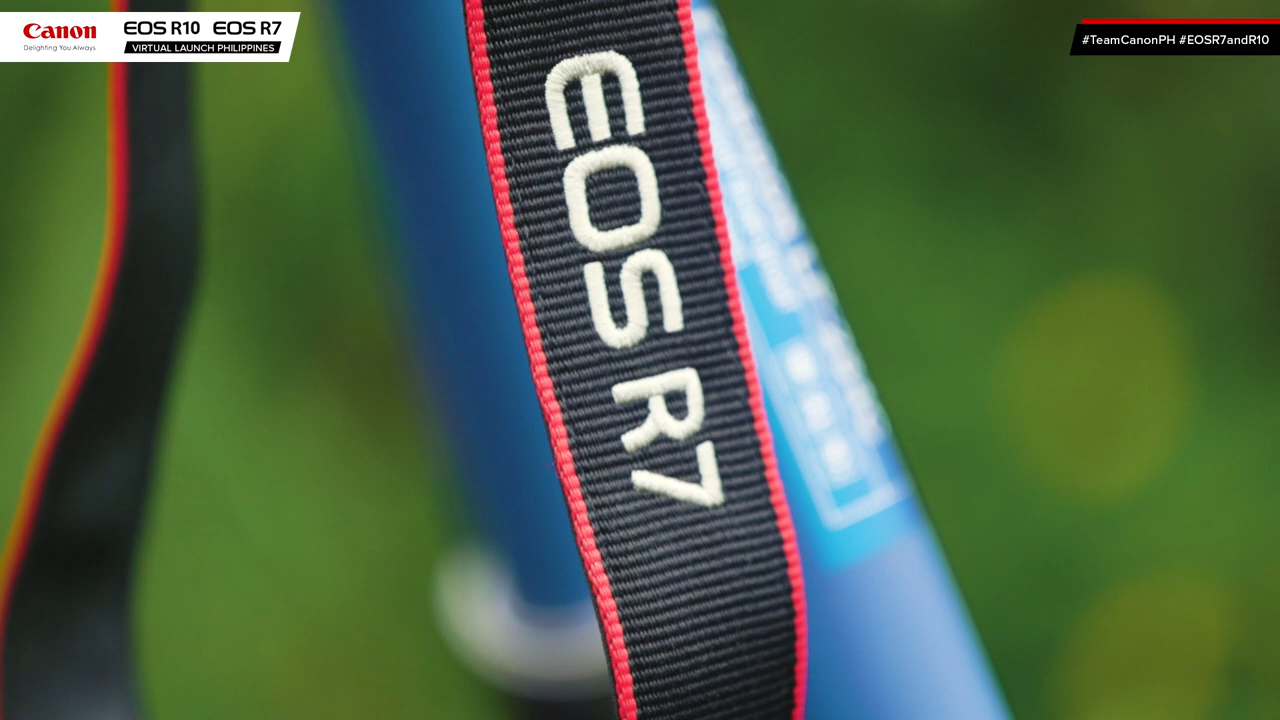 Canon
Delighting You Always
EOS R10 EOS R7
VIRTUAL LAUNCH PHILIPPINES
#TeamCanonPH #EOSR7andR10
EOS R7